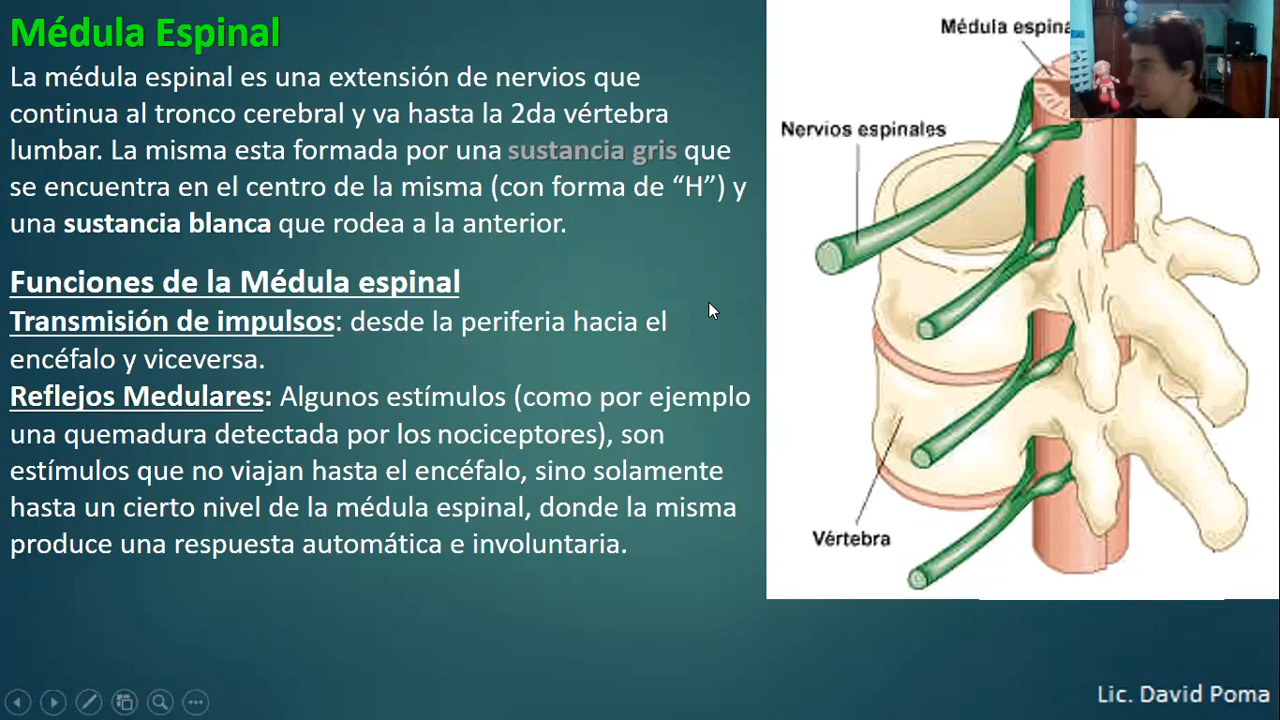 Médula Espinal
La médula espinal es una extensión de nervios que
continua al tronco cerebral y va hasta la 2da vértebra
lumbar. La misma esta formada por una sustancia gris que
se encuentra en el centro de la misma (con forma de “H”) y
una sustancia blanca que rodea a la anterior.
Funciones de la Médula espinal
Transmisión de impulsos: desde la periferia hacia el
encéfalo y viceversa.
Reflejos Medulares: Algunos estímulos (como por ejemplo
una quemadura detectada por los nociceptores), son
estímulos que no viajan hasta el encéfalo, sino solamente
hasta un cierto nivel de la médula espinal, donde la misma
produce una respuesta automática e involuntaria.
Médula
Nervios espinales
Vértebra
Lic. David Poma